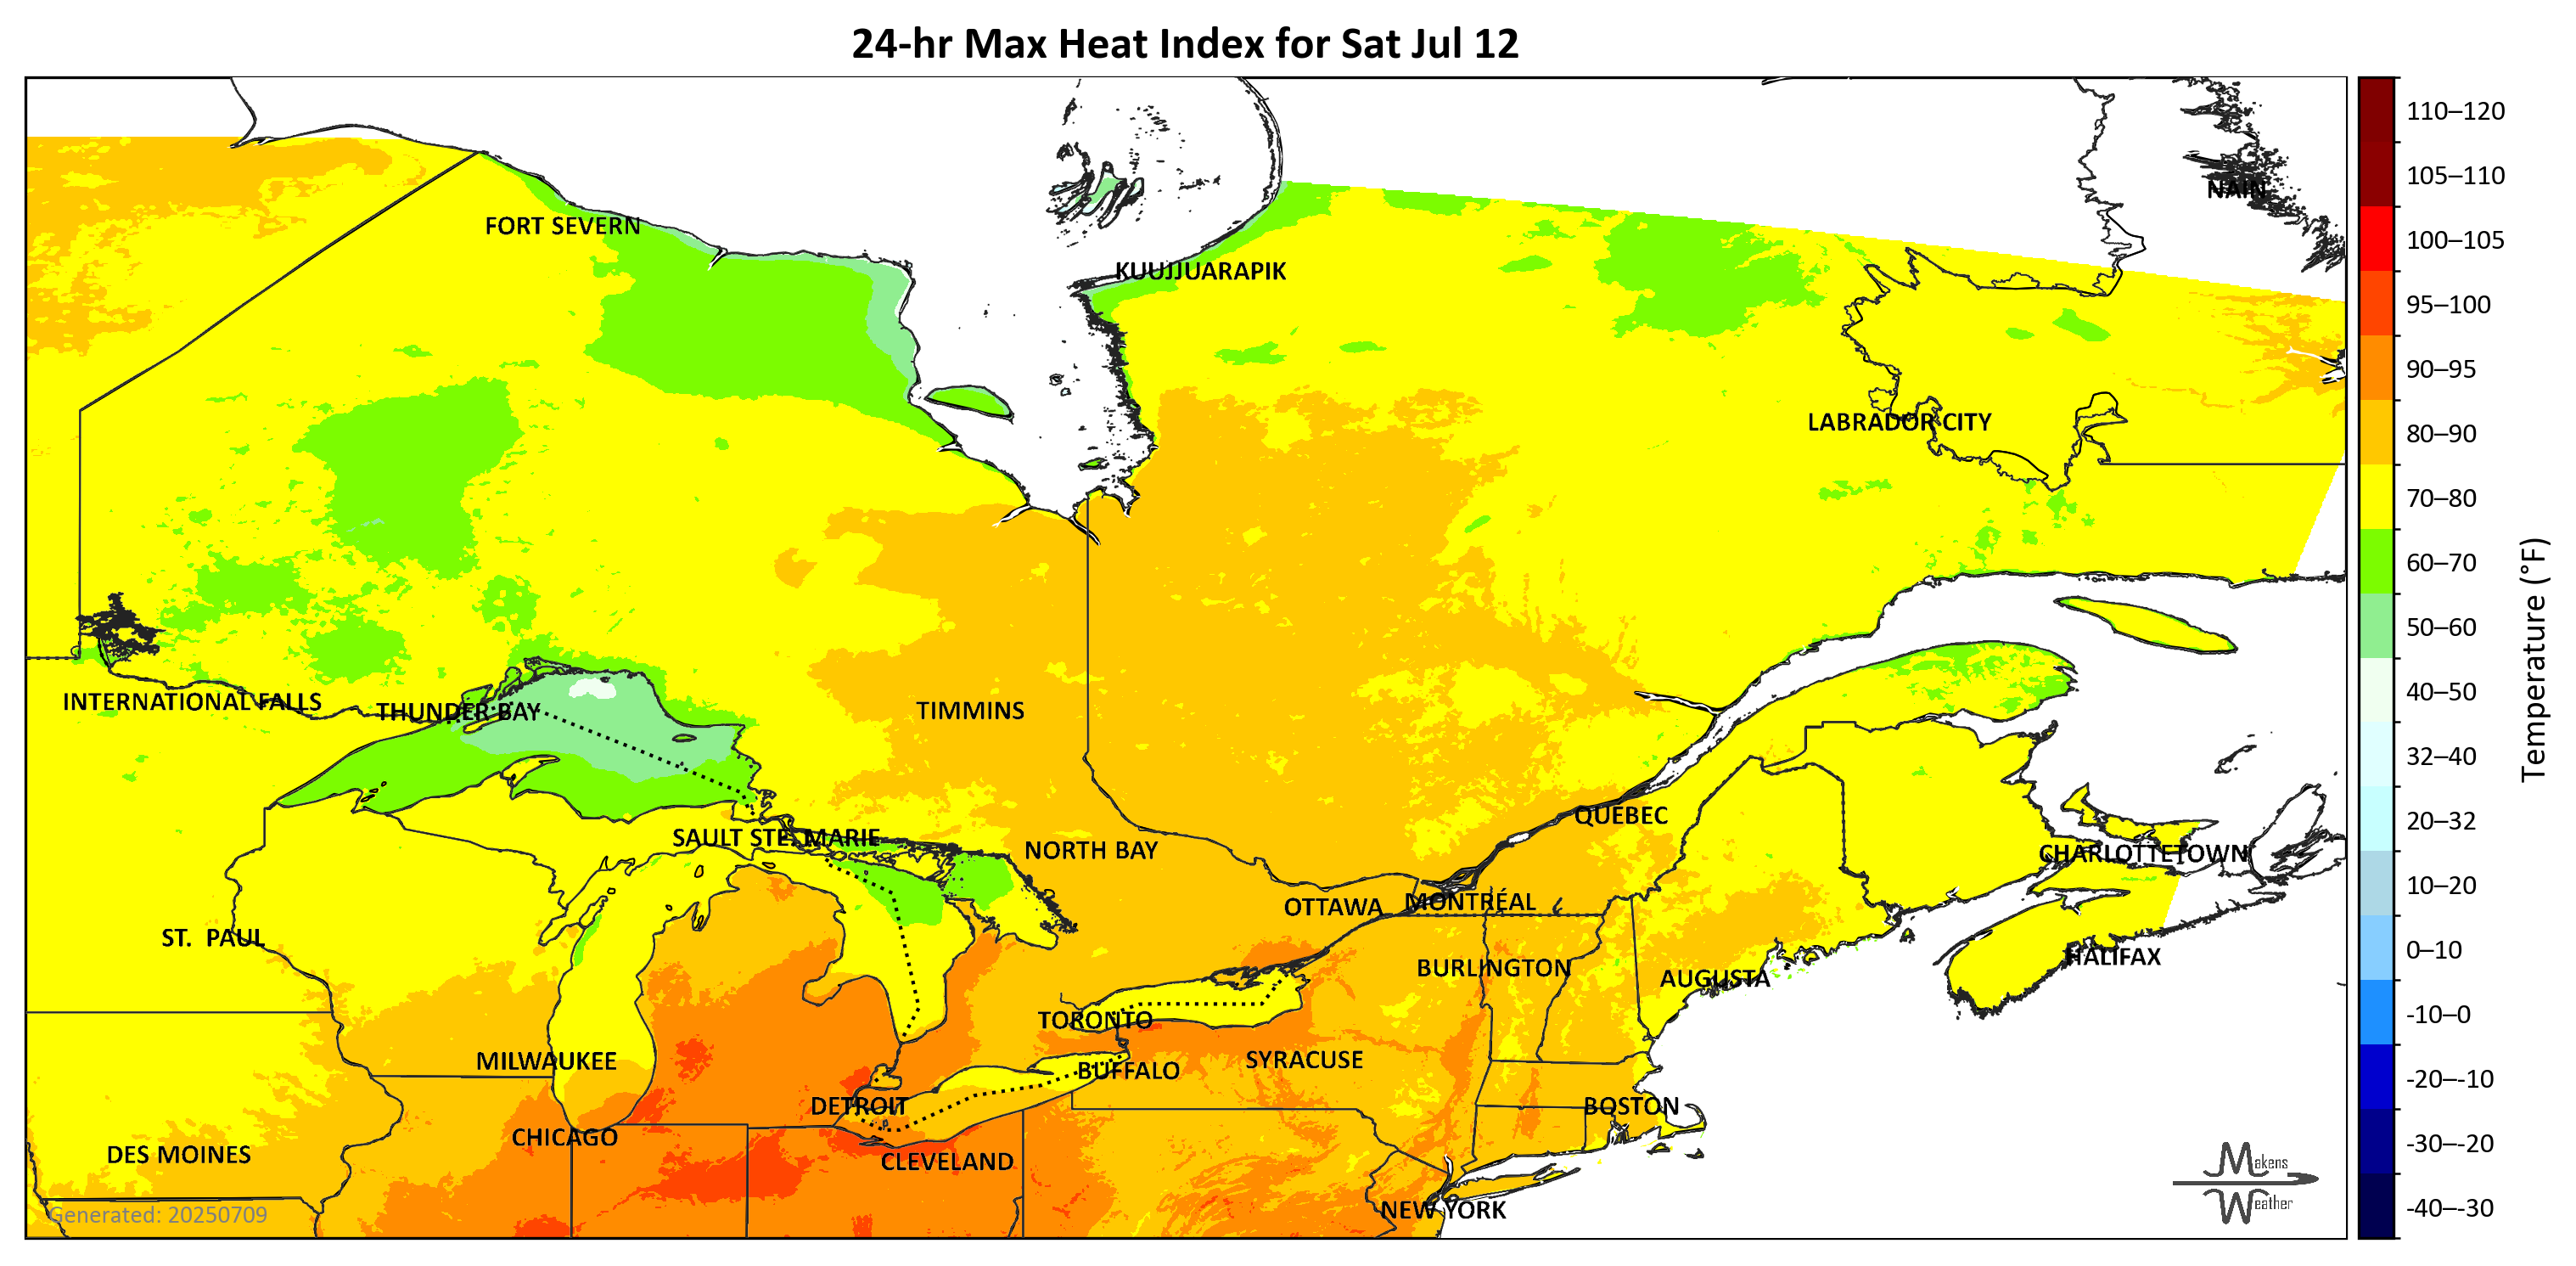 24-hr Max Heat Index for Sat Jul 12
NAIN
FORT SEVERN
KUUJJUARAPIK
LABRADOR CITY
INTERNATIONAL FALLS
THUNDER BAY
TIMMINS
SAULT STE. MARIE
NORTH BAY
QUÉBEC
CHARLOTTETOWN
OTTAWA
MONTRÉAL
ST. PAUL
HALIFAX
BURLINGTON
AUGUSTA
TORONTO
MILWAUKEE
SYRACUSE
BUFFALO
DETROIT
BOSTON
CHICAGO
DES MOINES
CLEVELAND
NEW YORK
Generated: 20250709
Makens
Weather
110–120
105–110
100–105
95–100
90–95
80–90
70–80
60–70
50–60
40–50
32–40
20–32
10–20
0–10
-10–0
-20–-10
-30–-20
-40–-30
Temperature (°F)